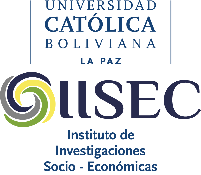 UNIVERSIDAD
CATÓLICA
BOLIVIANA
LA PAZ
IISEC
Instituto de
Investigaciones
Socio - Económicas